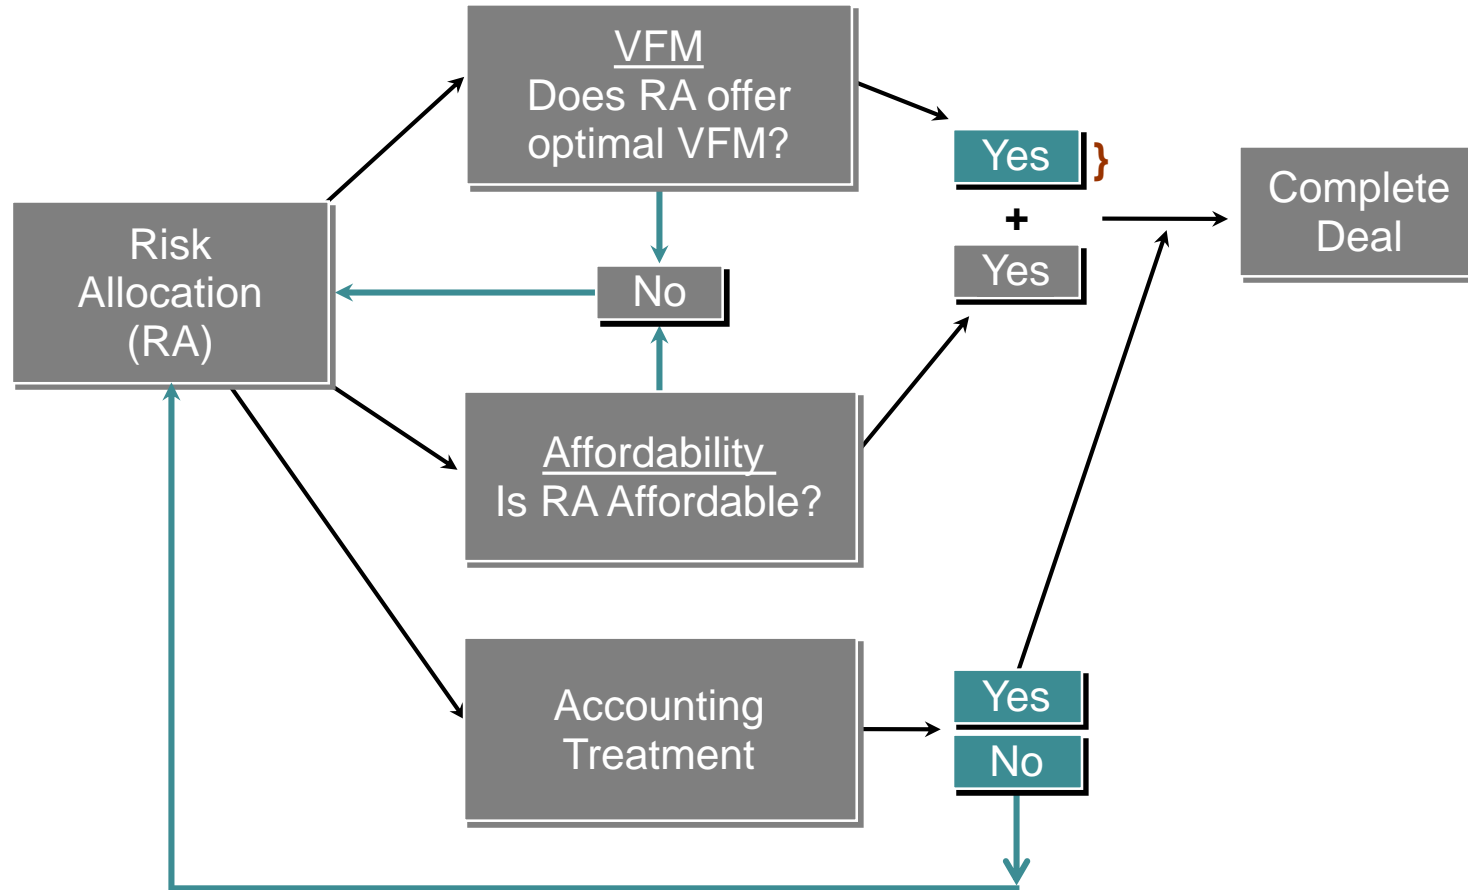 VFM
Does RA offer
optimal VFM?
Yes
}
+
Yes
Complete
Deal
Risk
Allocation
(RA)
No
Affordability
Is RA Affordable?
Accounting
Treatment
Yes
No